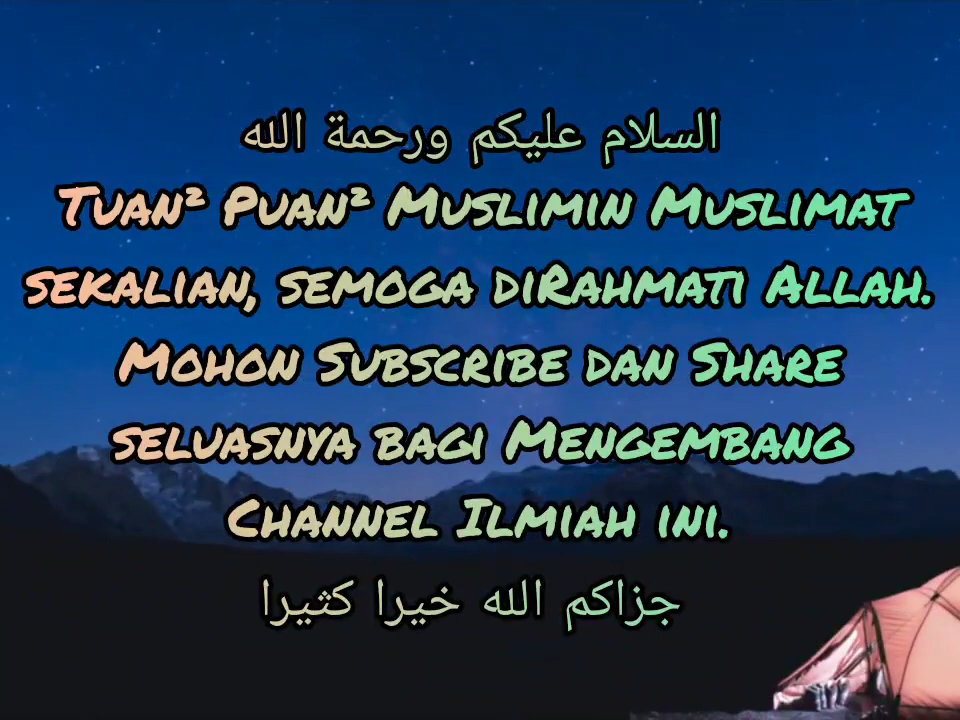 السلام عليكم ورحمة الله
Tuan² Puan² Muslimin Muslimat
sekalian, semoga diRahmati Allah.
Mohon Subscribe dan Share
seluasnya bagi Mengembang
Channel Ilmiah ini.
جزاكم الله خيرا كثيرا